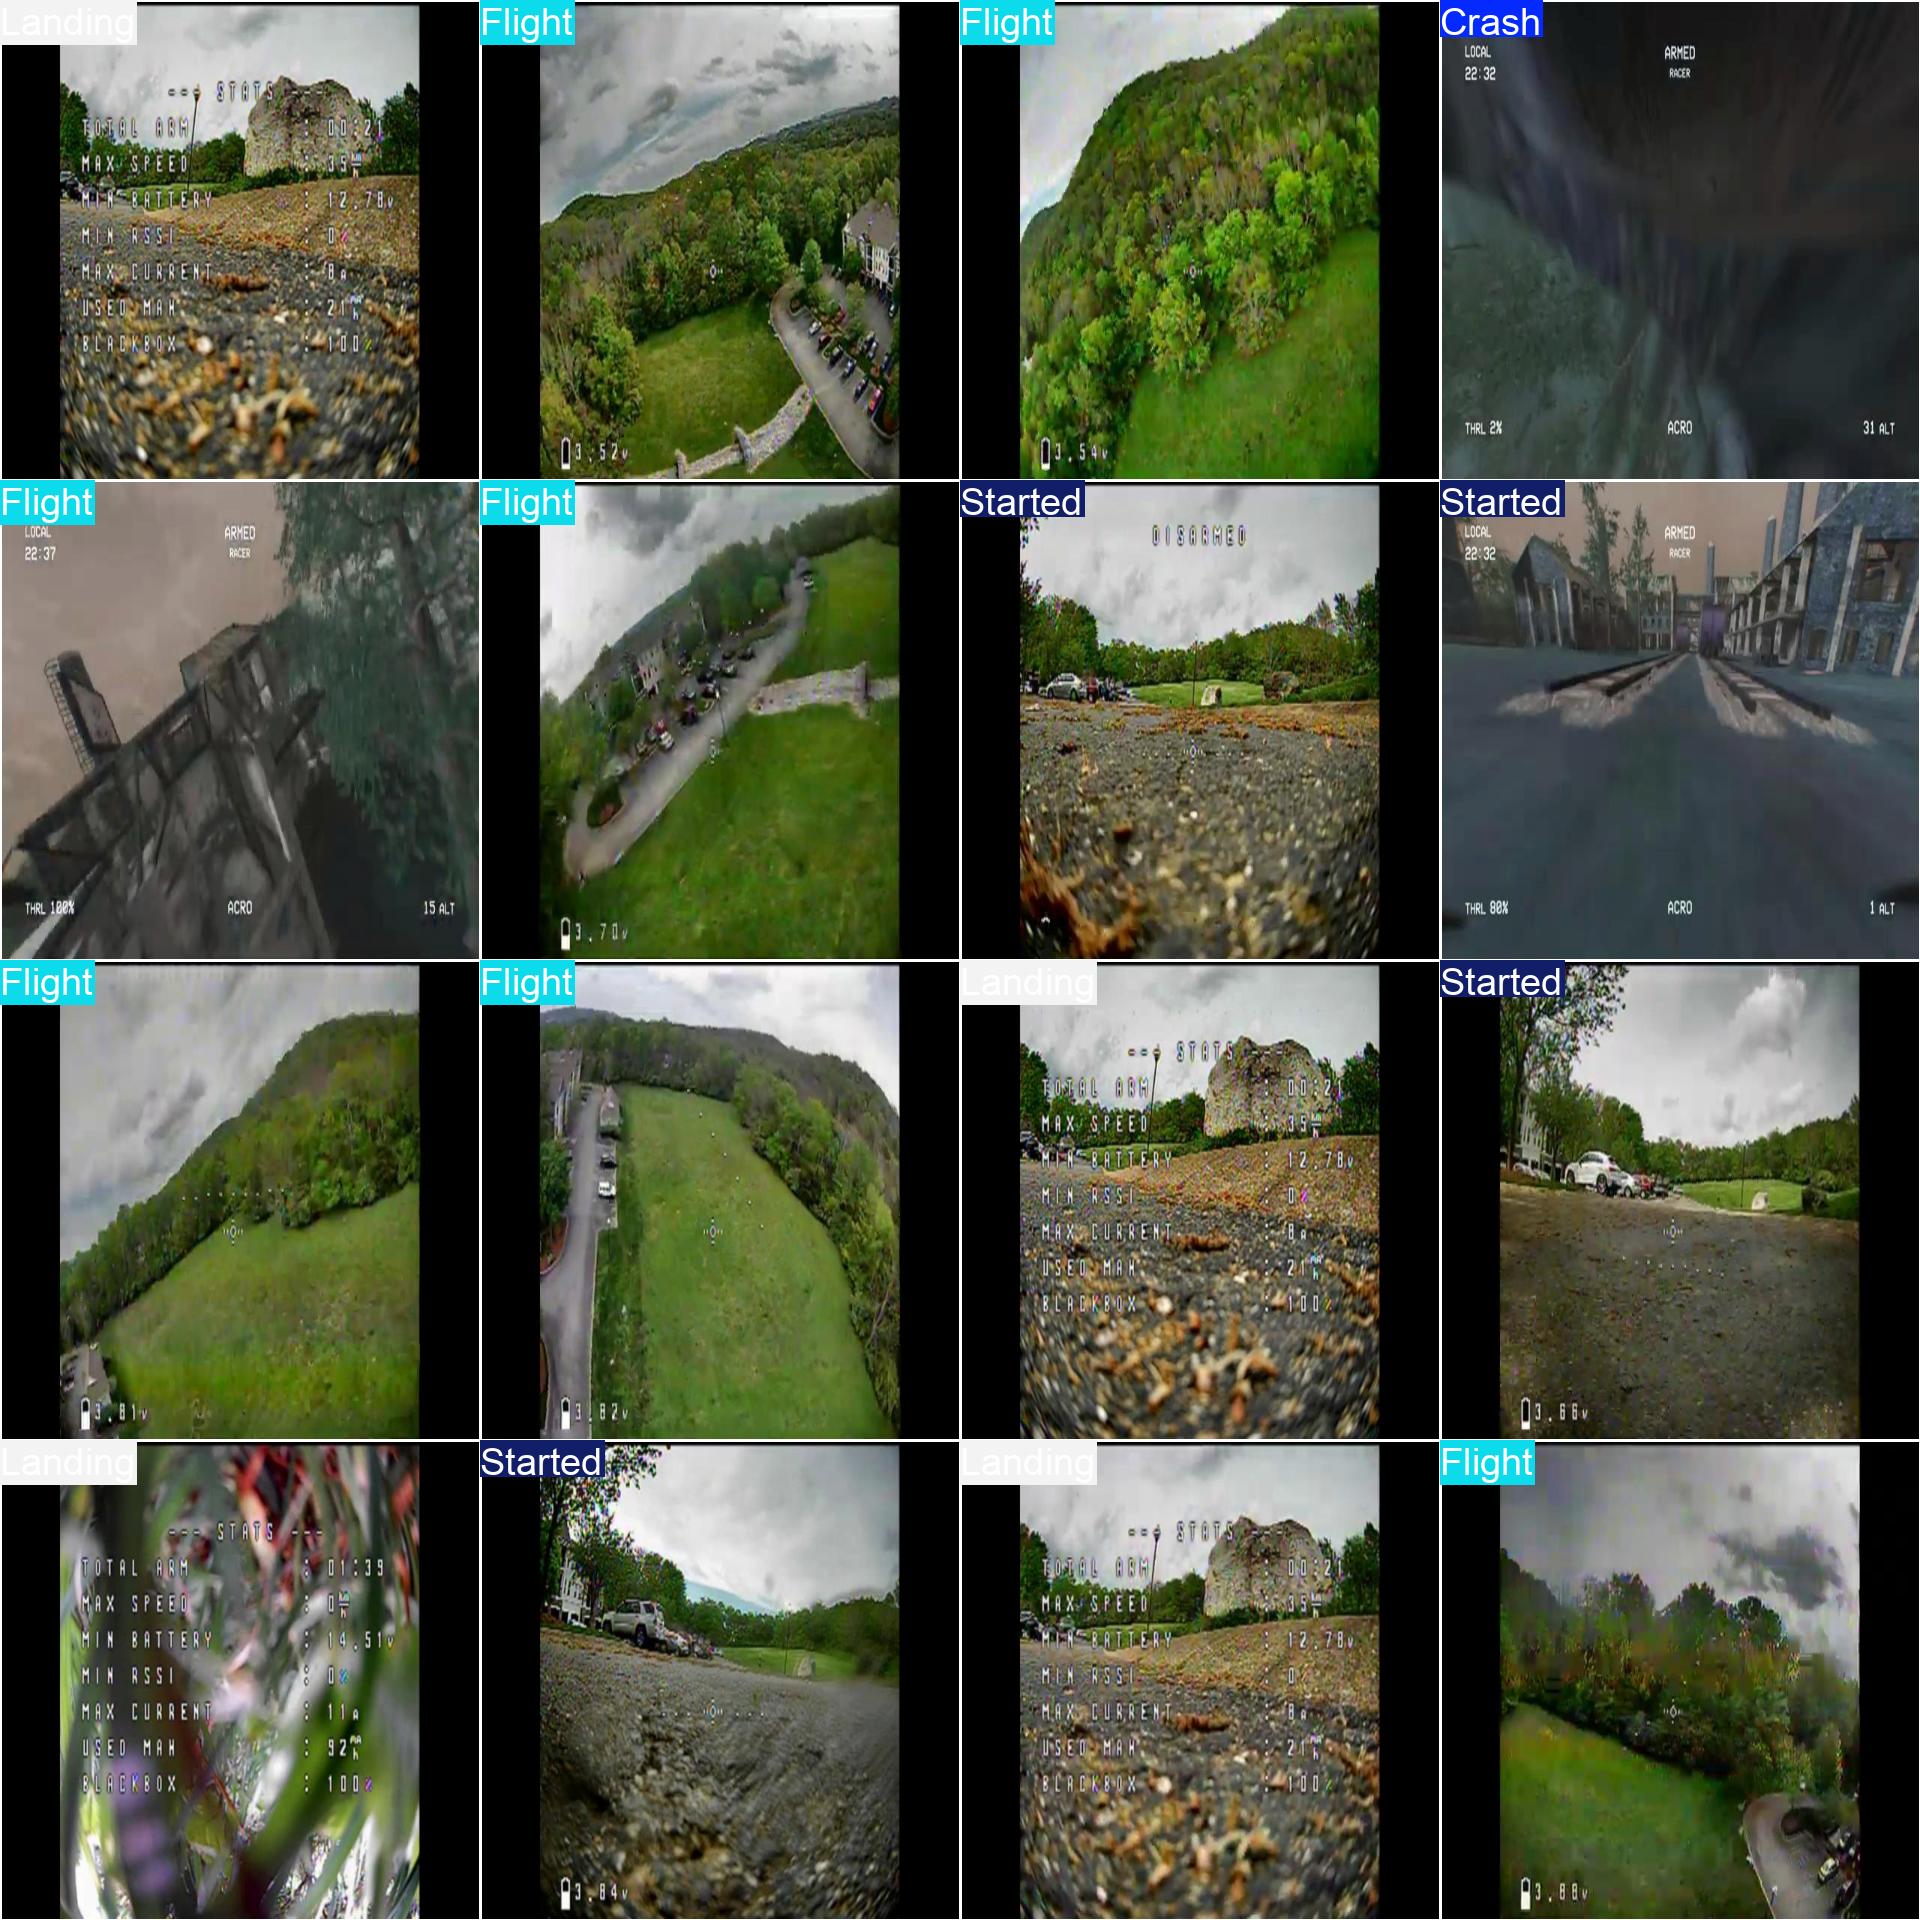 Landing
--- STATS ---
TOTAL ARM : 00:21
MAX SPEED : 35
MIN BATTERY : 12.78v
MIN RSSI : 0%
MAX CURRENT : 8A
USED MAH : 21
BLACKBOX : 100%
Flight
3.52v
Flight
3.54v
Crash
LOCAL
22:32
ARMED
RACER
THRL 2%
ACRO
31 ALT
Flight
LOCAL
22:37
ARMED
RACER
THRL 100%
ACRO
15 ALT
Flight
3.70v
Started
DISARMED
Started
LOCAL
22:32
ARMED
RACER
THRL 80%
ACRO
1 ALT
Flight
3.81v
Flight
3.82v
Landing
--- STATS ---
TOTAL ARM : 00:21
MAX SPEED : 35
MIN BATTERY : 12.78v
MIN RSSI : 0%
MAX CURRENT : 8A
USED MAH : 21
BLACKBOX : 100%
Started
3.66v
Landing
--- STATS ---
TOTAL ARM : 01:39
MAX SPEED : 0
MIN BATTERY : 14.51v
MIN RSSI : 0%
MAX CURRENT : 11A
USED MAH : 92
BLACKBOX : 100%
Started
3.84v
Landing
--- STATS ---
TOTAL ARM : 00:21
MAX SPEED : 35
MIN BATTERY : 12.78v
MIN RSSI : 0
MAX CURRENT : 8A
USED MAH : 21
BLACKBOX : 100%
Flight
3.88v